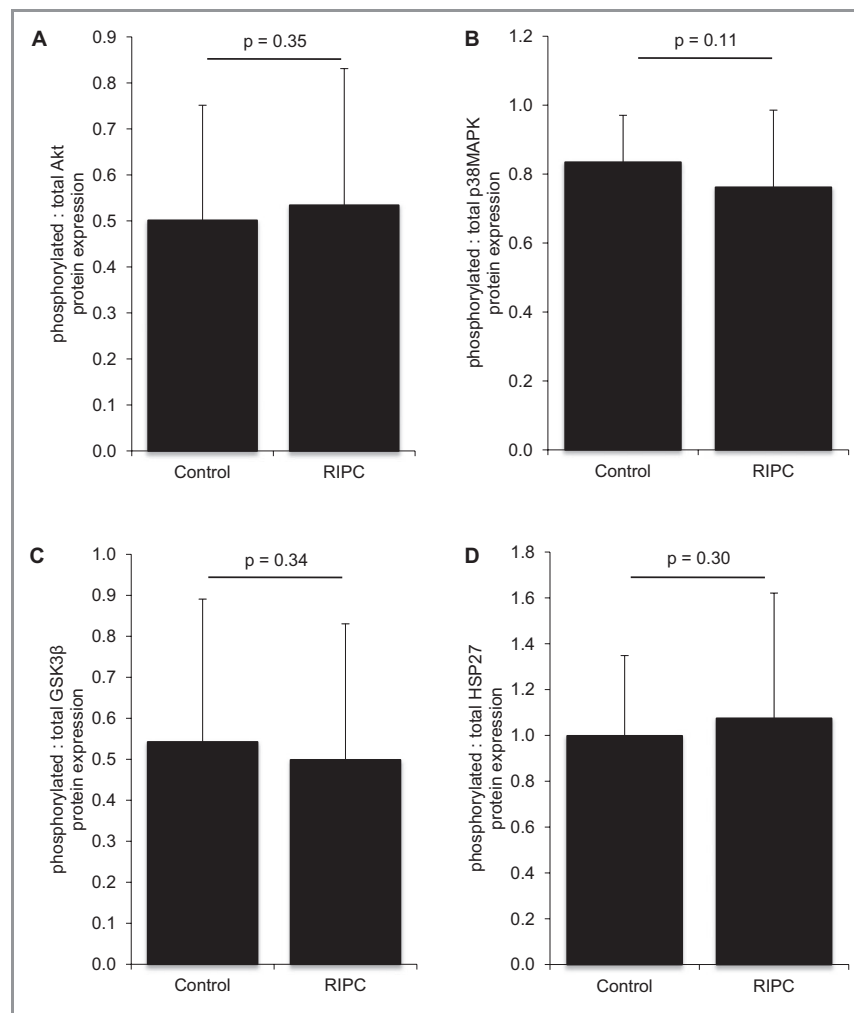 A
p = 0.35
phosphorylated : total Akt
protein expression
0.9
0.8
0.7
0.6
0.5
0.4
0.3
0.2
0.1
0.0
Control RIPC
B
p = 0.11
phosphorylated : total p38MAPK
protein expression
1.2
1.0
0.8
0.6
0.4
0.2
0.0
Control RIPC
C
p = 0.34
phosphorylated : total GSK3β
protein expression
1.0
0.9
0.8
0.7
0.6
0.5
0.4
0.3
0.2
0.1
0.0
Control RIPC
D
p = 0.30
phosphorylated : total HSP27
protein expression
1.8
1.6
1.4
1.2
1.0
0.8
0.6
0.4
0.2
0.0
Control RIPC